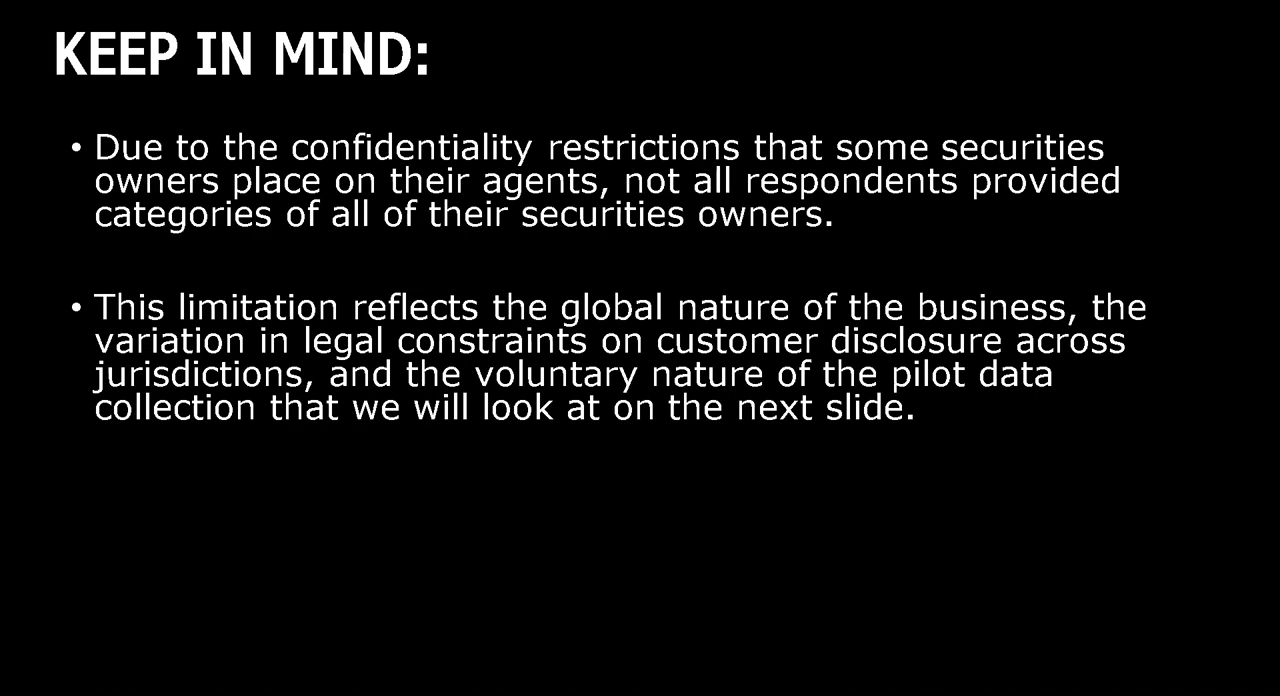 KEEP IN MIND:
• Due to the confidentiality restrictions that some securities
owners place on their agents, not all respondents provided
categories of all of their securities owners.
• This limitation reflects the global nature of the business, the
variation in legal constraints on customer disclosure across
jurisdictions, and the voluntary nature of the pilot data
collection that we will look at on the next slide.